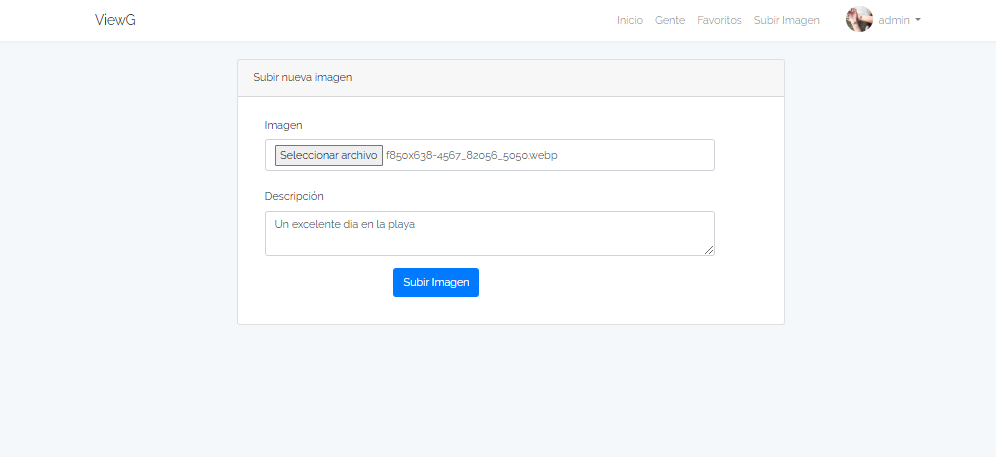 ViewG
Inicio Gente Favoritos Subir Imagen admin
Subir nueva imagen
Imagen
Seleccionar archivo f850x638-4567_82056_5050.webp
Descripción
Un excelente dia en la playa
Subir Imagen